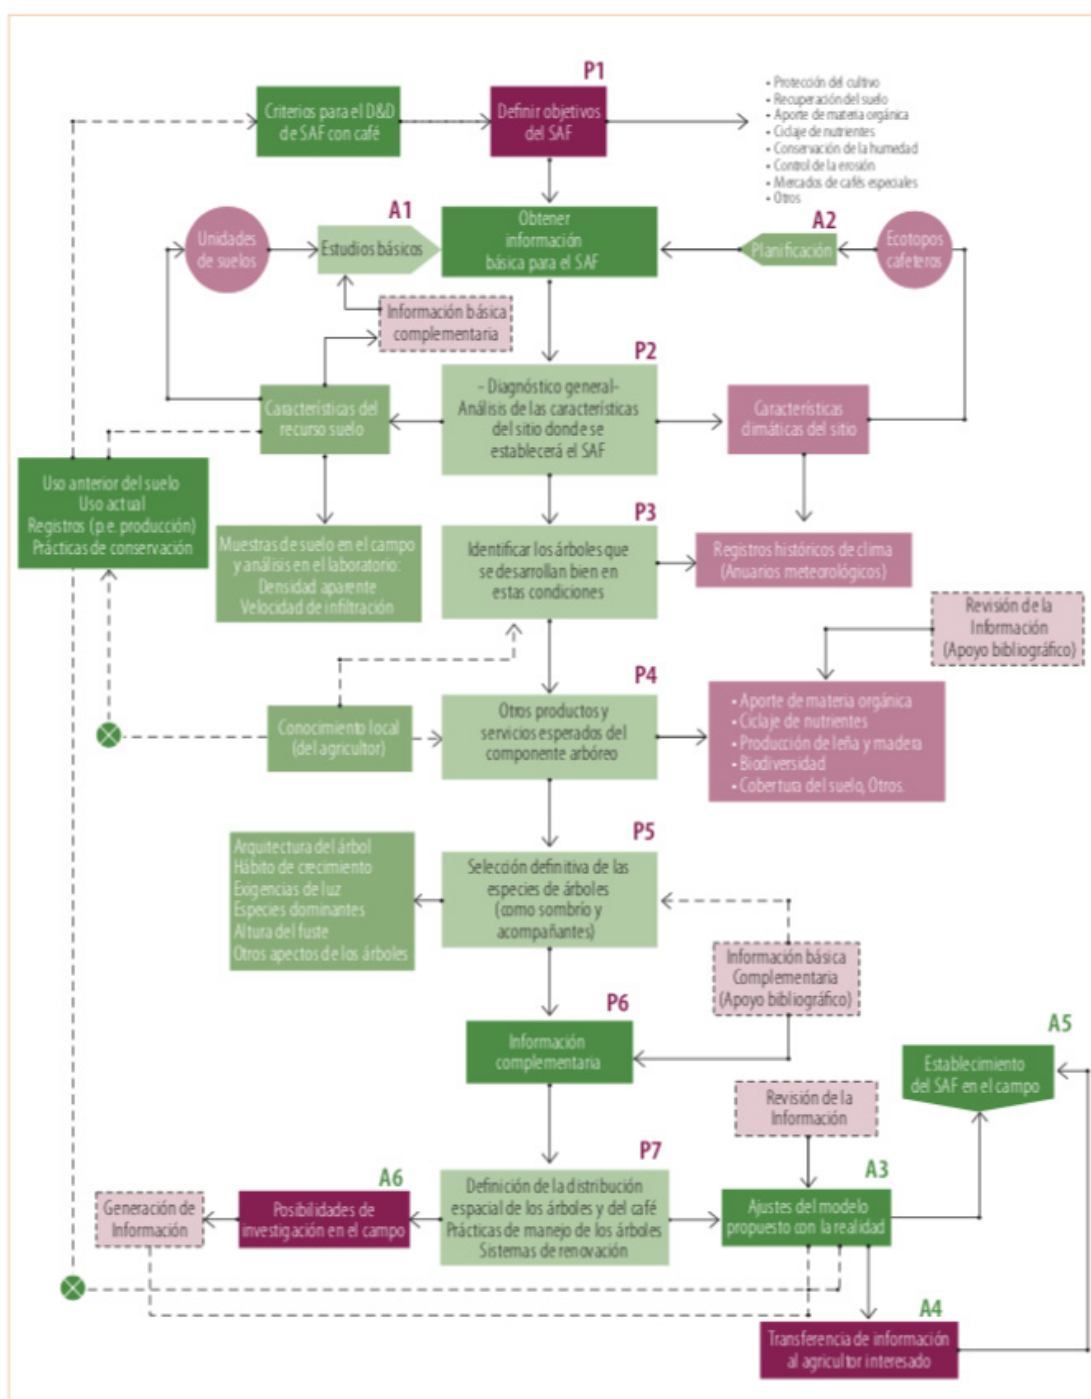 P1
Criterios para el D&D
de SAF con café
Definir objetivos
del SAF
• Protección del cultivo
• Recuperación del suelo
• Aporte de materia orgánica
• Ciclaje de nutrientes
• Conservación de la humedad
• Control de la erosión
• Mercados de cafés especiales
• Otros
A1
A2
Unidades
de suelos
Estudios básicos
Obtener
información
básica para el SAF
Planificación
Ecotopos
cafeteros
Información básica
complementaria
P2
Características del
recurso suelo
- Diagnóstico general-
Análisis de las características
del sitio donde se
establecerá el SAF
Características
climáticas del sitio
Uso anterior del suelo
Uso actual
Registros (p.e. producción)
Prácticas de conservación
P3
Muestras de suelo en el campo
y análisis en el laboratorio:
Densidad aparente
Velocidad de infiltración
Identificar los árboles que
se desarrollan bien en
estas condiciones
Registros históricos de clima
(Anuarios meteorológicos)
Revisión de la
Información
(Apoyo bibliográfico)
P4
Conocimiento local
(del agricultor)
Otros productos y
servicios esperados del
componente arbóreo
• Aporte de materia orgánica
• Ciclaje de nutrientes
• Producción de leña y madera
• Biodiversidad
• Cobertura del suelo, Otros.
P5
Arquitectura del árbol
Hábito de crecimiento
Exigencias de luz
Especies dominantes
Altura del fuste
Otros apectos de los árboles
Selección definitiva de las
especies de árboles
(como sombrío y
acompañantes)
Información básica
Complementaria
(Apoyo bibliográfico)
P6
Información
complementaria
A5
Establecimiento
del SAF en el campo
Revisión de la
Información
P7
A6
A3
Generación de
Información
Posibilidades de
investigación en el campo
Definición de la distribución
espacial de los árboles y del café
Prácticas de manejo de los árboles
Sistemas de renovación
Ajustes del modelo
propuesto con la realidad
A4
Transferencia de información
al agricultor interesado